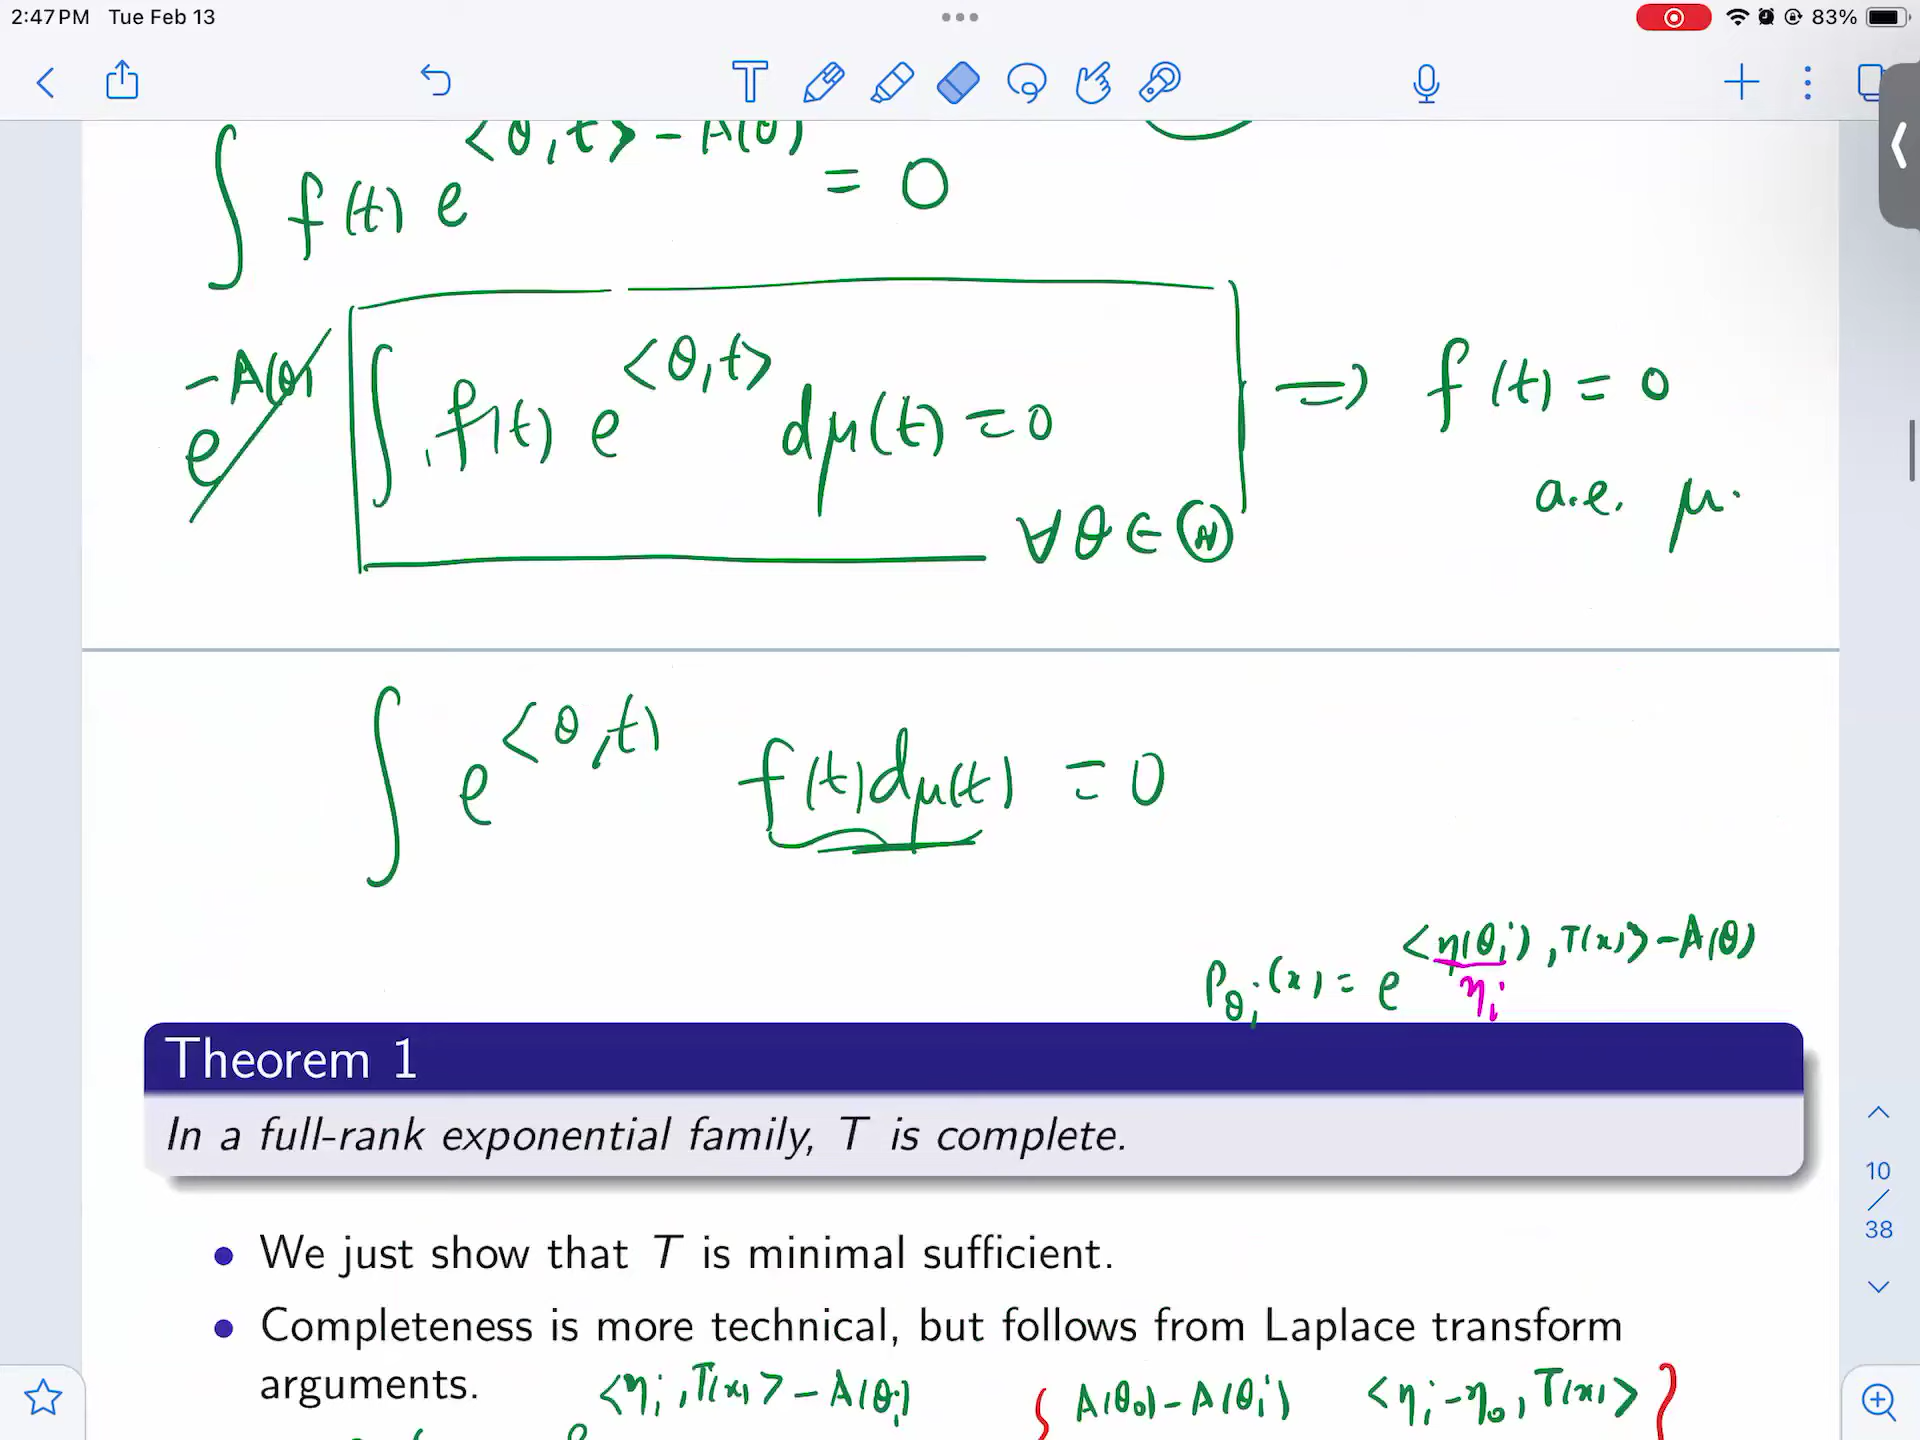 2:47 PM Tue Feb 13
83%
∫ f(t) e^{<θ,t> - A(θ)} = 0
e^{-A(θ)} ∫ f(t) e^{<θ,t>} dμ(t) = 0 ⇒ f(t) = 0
∀ θ ∈ Θ a.e. μ.
∫ e^{<θ,t>} f(t) dμ(t) = 0
p_{θ_i}(x) = e^{<η(θ_i), T(x)> - A(θ)}
η_i
Theorem 1
In a full-rank exponential family, T is complete.
10
/
38
• We just show that T is minimal sufficient.
• Completeness is more technical, but follows from Laplace transform
arguments.
<η_i, T(x)> - A(θ_i) { A(θ_0) - A(θ_i) <η_i - η_0, T(x)> }